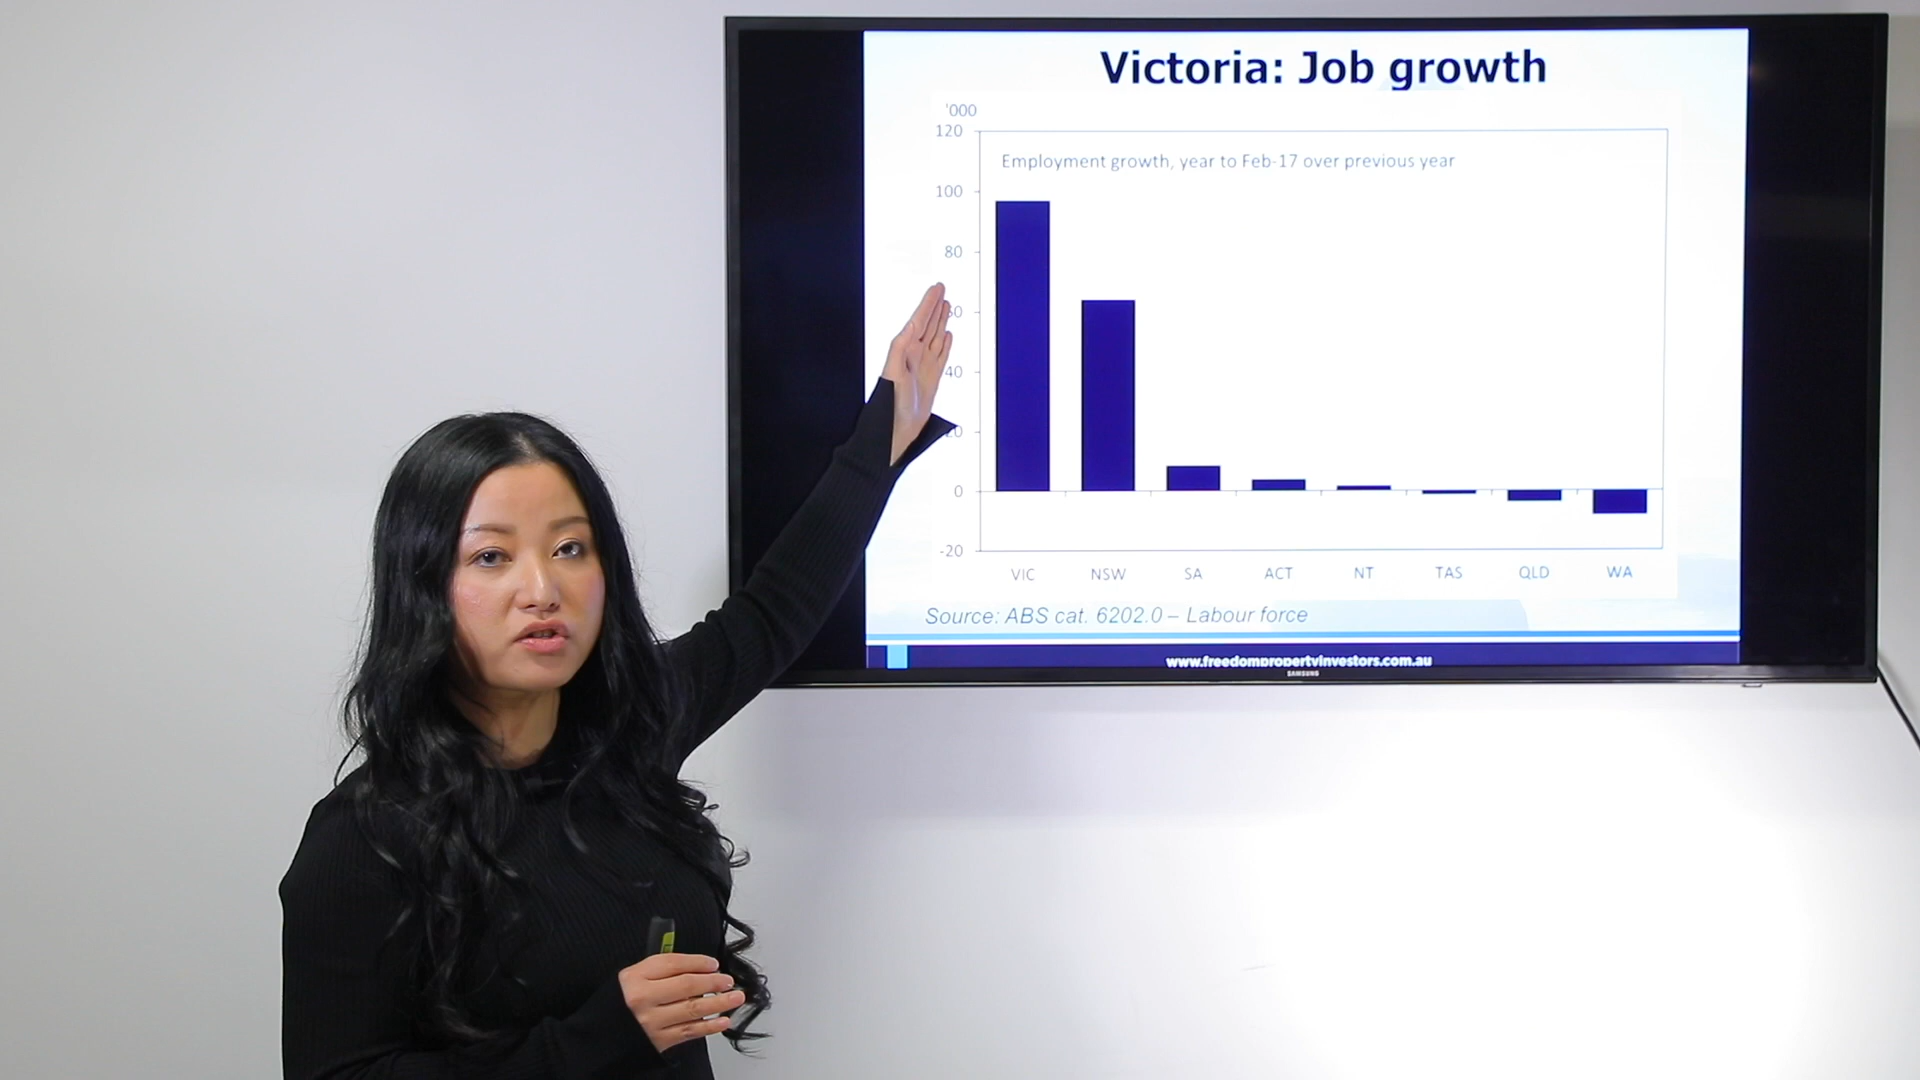 Victoria: Job growth
'000
120
Employment growth, year to Feb-17 over previous year
100
80
40
0
-20
VIC NSW SA ACT NT TAS QLD WA
Source: ABS cat. 6202.0 – Labour force
www.freedompropertyinvestors.com.au
SAMSUNG